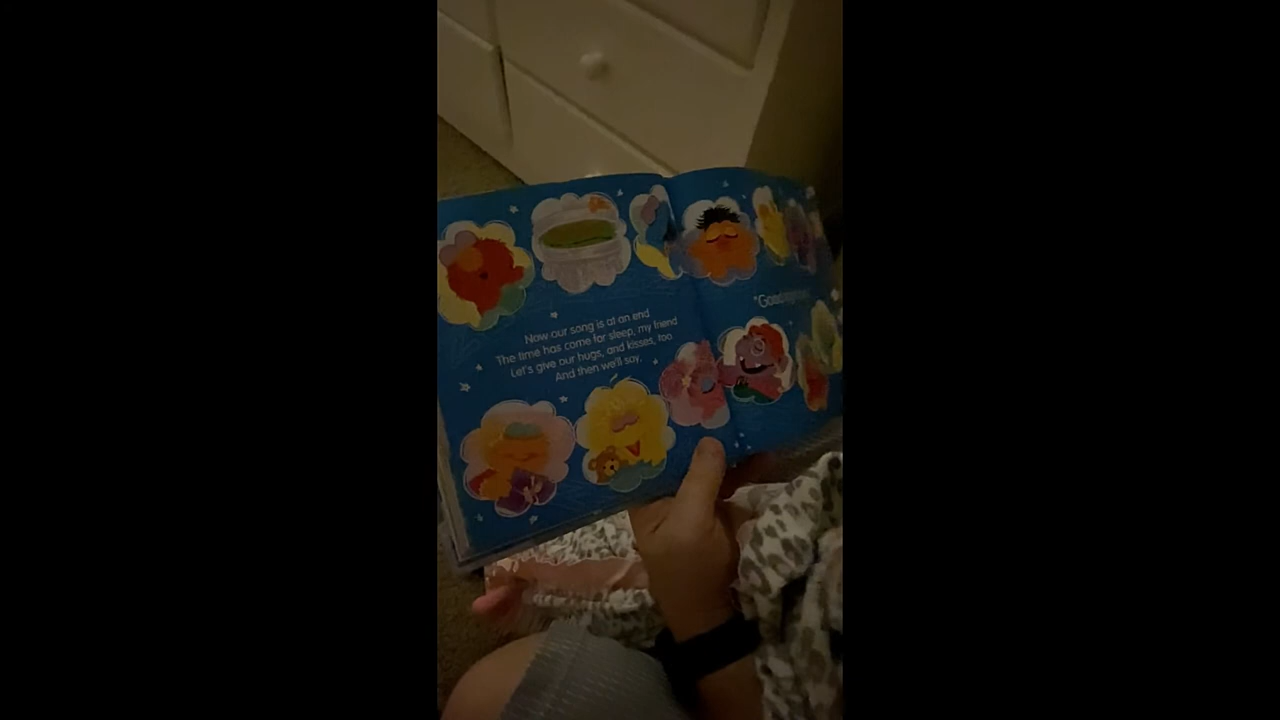 Now our song is at an end
The time has come for sleep, my friend
Let's give our hugs, and kisses, too
And then we'll say,